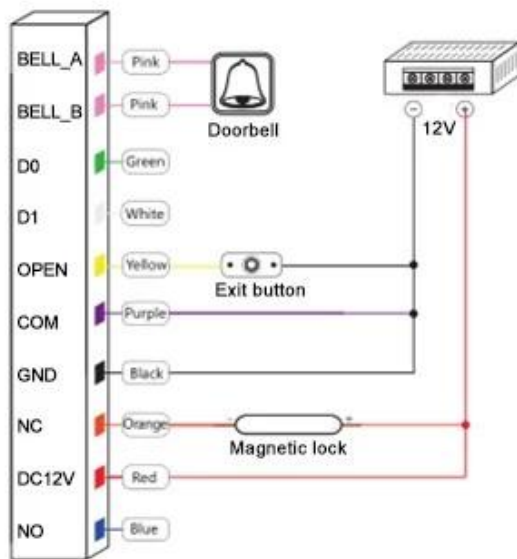 BELL_A Pink
BELL_B Pink
Doorbell
− + 
12V
D0 Green
D1 White
OPEN Yellow
Exit button
COM Purple
GND Black
NC Orange - +
Magnetic lock
DC12V Red
NO Blue